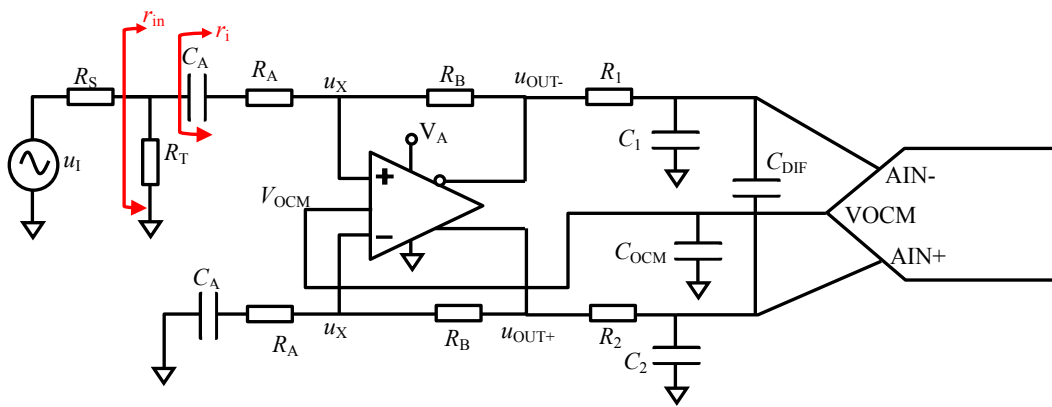 r_in
r_i
C_A
R_S
R_A
u_X
R_B
u_OUT-
R_1
u_I
R_T
V_A
C_1
C_DIF
AIN-
V_OCM
+
VOCM
−
C_OCM
AIN+
C_A
R_A
u_X
R_B
u_OUT+
R_2
C_2